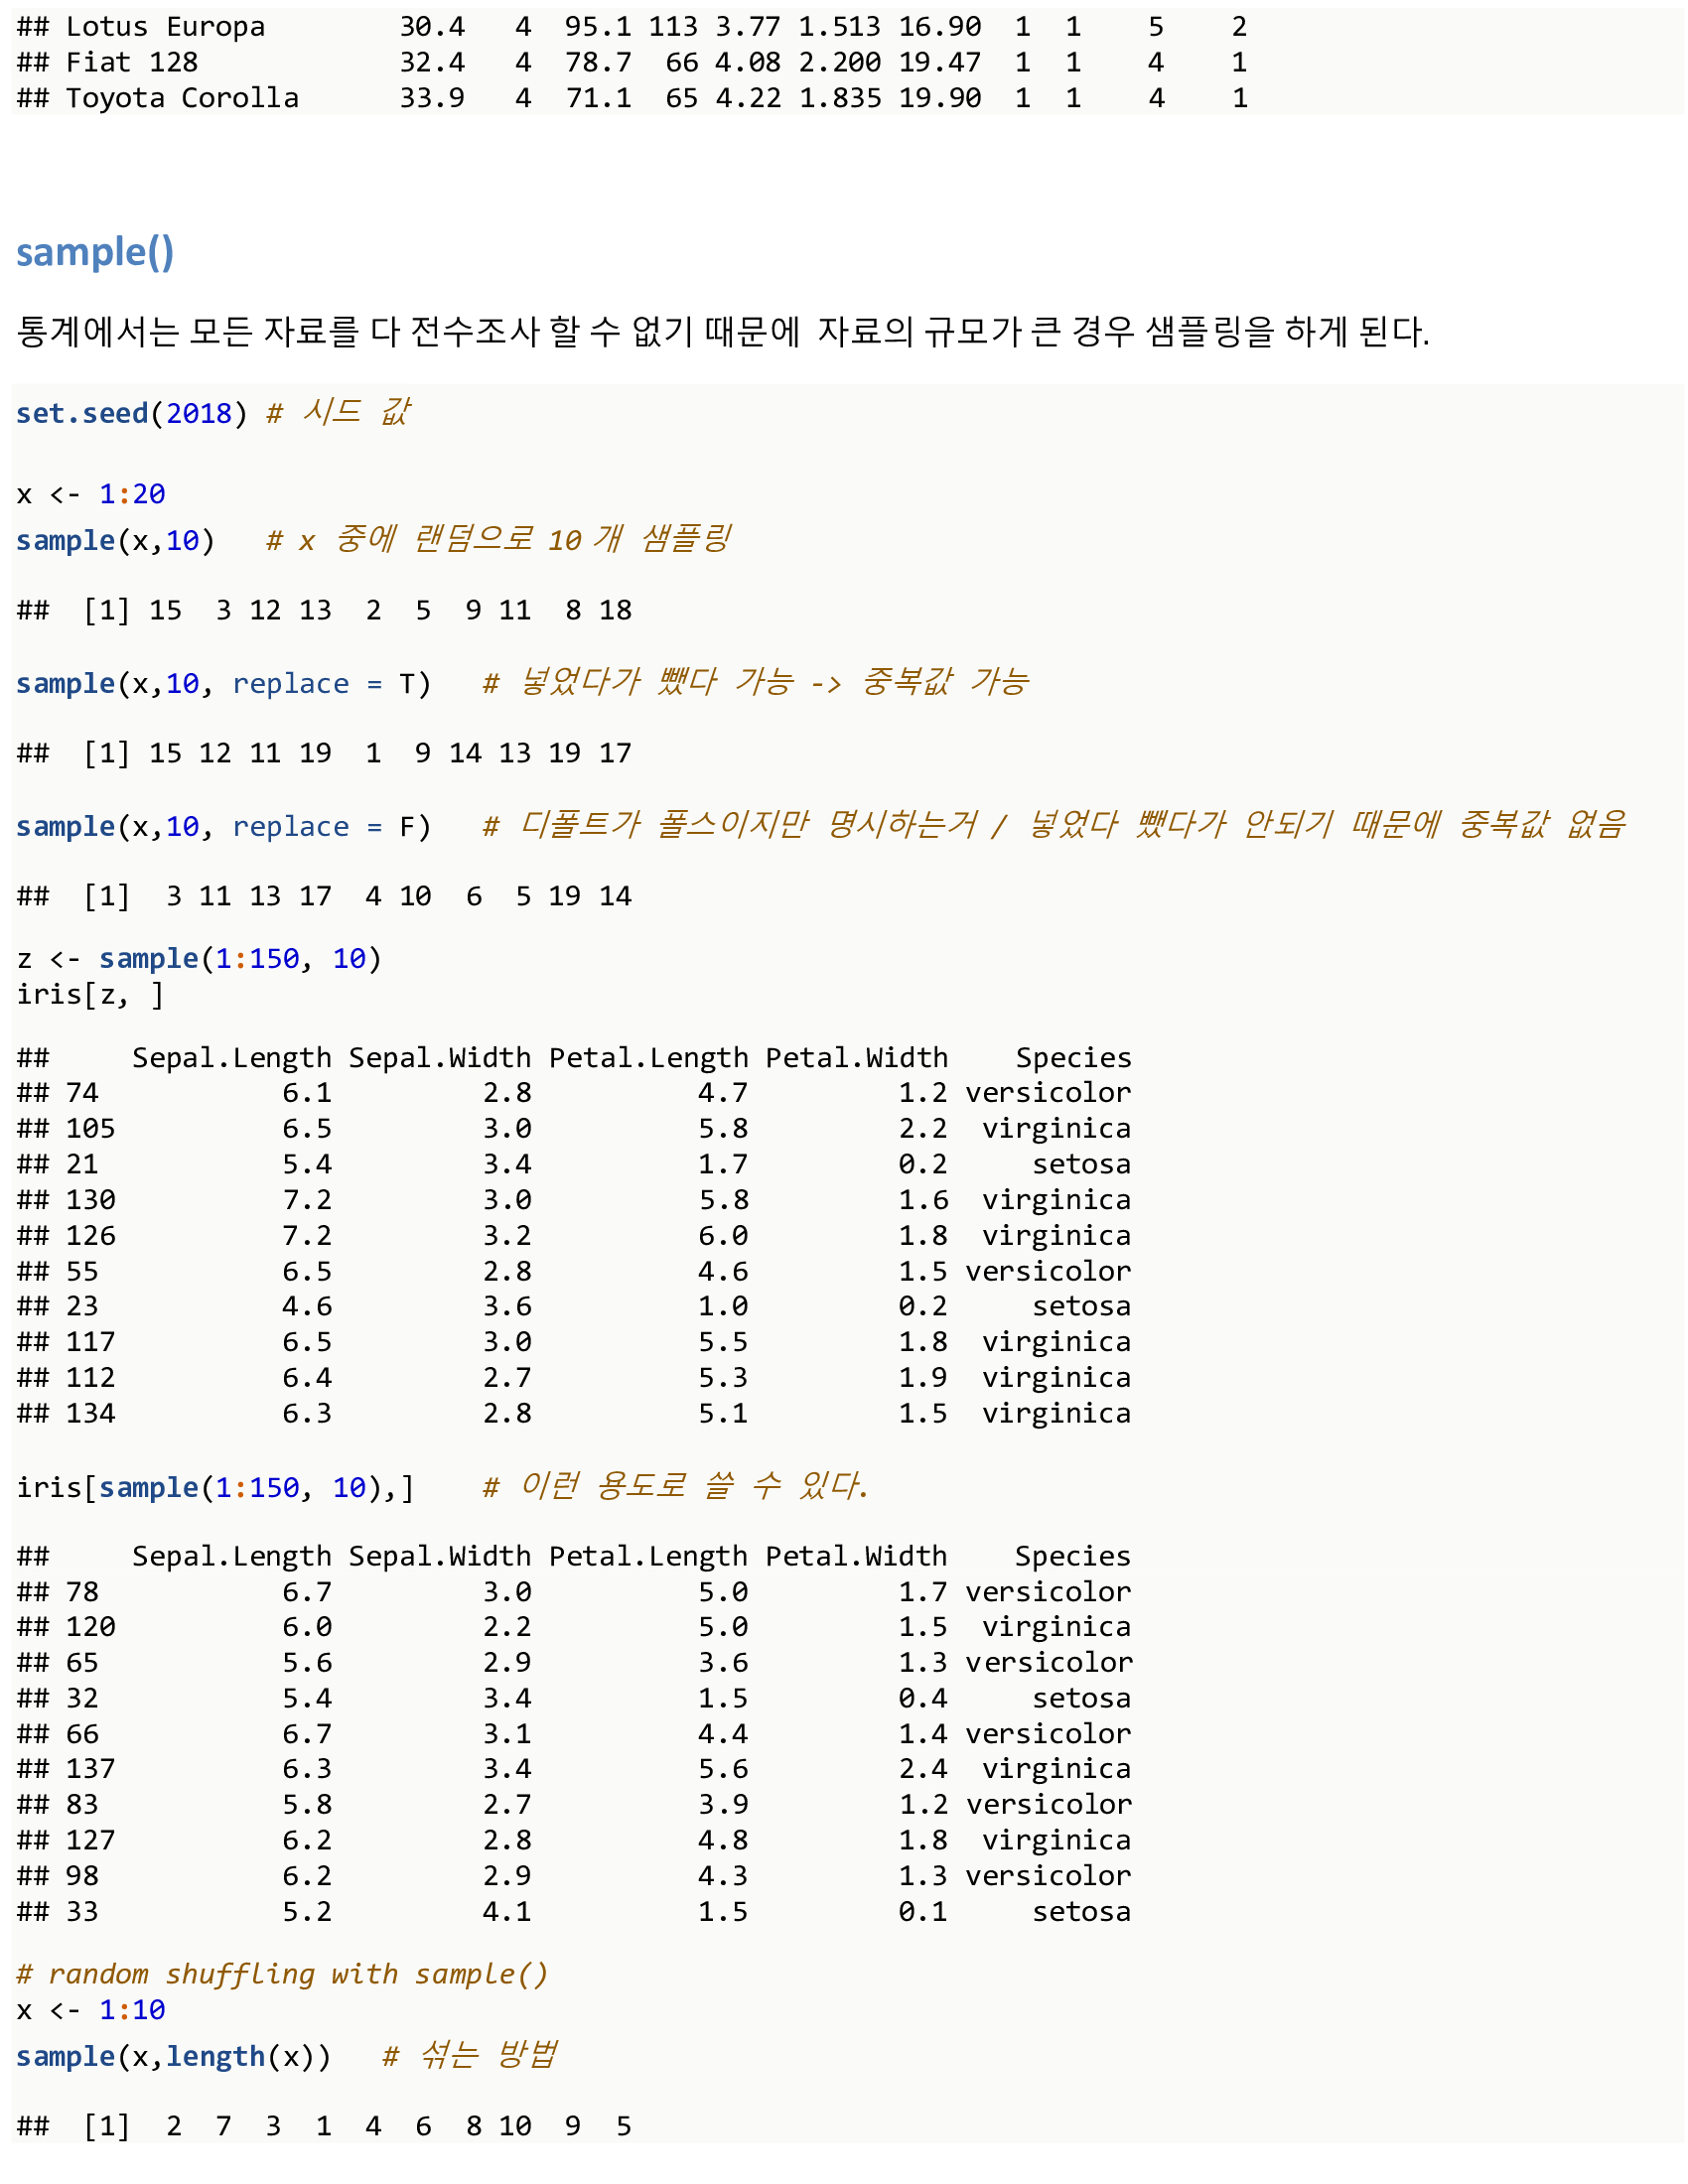 ## Lotus Europa        30.4   4  95.1 113 3.77 1.513 16.90  1  1    5    2
## Fiat 128            32.4   4  78.7  66 4.08 2.200 19.47  1  1    4    1
## Toyota Corolla      33.9   4  71.1  65 4.22 1.835 19.90  1  1    4    1
sample()
통계에서는 모든 자료를 다 전수조사 할 수 없기 때문에  자료의 규모가 큰 경우 샘플링을 하게 된다.
set.seed(2018) # 시드 값
x <- 1:20
sample(x,10)   # x 중에 랜덤으로 10 개 샘플링
##  [1] 15  3 12 13  2  5  9 11  8 18
sample(x,10, replace = T)   # 넣었다가 뺐다 가능 -> 중복값 가능
##  [1] 15 12 11 19  1  9 14 13 19 17
sample(x,10, replace = F)   # 디폴트가 폴스이지만 명시하는거 / 넣었다 뺐다가 안되기 때문에 중복값 없음
##  [1]  3 11 13 17  4 10  6  5 19 14
z <- sample(1:150, 10)
iris[z, ]
##     Sepal.Length Sepal.Width Petal.Length Petal.Width    Species
## 74           6.1         2.8          4.7         1.2 versicolor
## 105          6.5         3.0          5.8         2.2  virginica
## 21           5.4         3.4          1.7         0.2     setosa
## 130          7.2         3.0          5.8         1.6  virginica
## 126          7.2         3.2          6.0         1.8  virginica
## 55           6.5         2.8          4.6         1.5 versicolor
## 23           4.6         3.6          1.0         0.2     setosa
## 117          6.5         3.0          5.5         1.8  virginica
## 112          6.4         2.7          5.3         1.9  virginica
## 134          6.3         2.8          5.1         1.5  virginica
iris[sample(1:150, 10),]    # 이런 용도로 쓸 수 있다.
##     Sepal.Length Sepal.Width Petal.Length Petal.Width    Species
## 78           6.7         3.0          5.0         1.7 versicolor
## 120          6.0         2.2          5.0         1.5  virginica
## 65           5.6         2.9          3.6         1.3 versicolor
## 32           5.4         3.4          1.5         0.4     setosa
## 66           6.7         3.1          4.4         1.4 versicolor
## 137          6.3         3.4          5.6         2.4  virginica
## 83           5.8         2.7          3.9         1.2 versicolor
## 127          6.2         2.8          4.8         1.8  virginica
## 98           6.2         2.9          4.3         1.3 versicolor
## 33           5.2         4.1          1.5         0.1     setosa
# random shuffling with sample()
x <- 1:10
sample(x,length(x))   # 섞는 방법
##  [1]  2  7  3  1  4  6  8 10  9  5